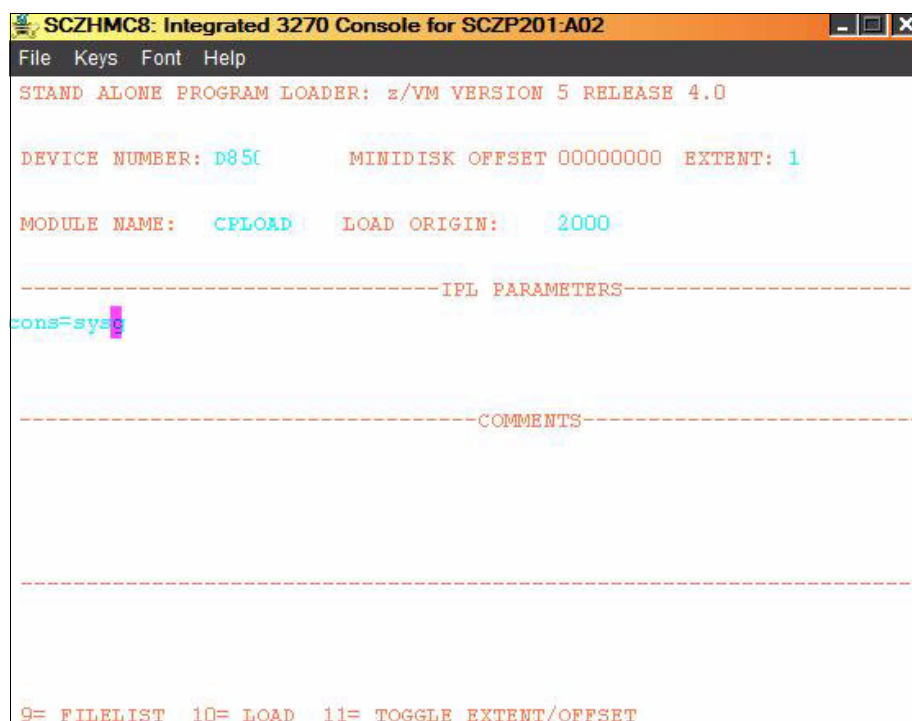 SCZHMC8: Integrated 3270 Console for SCZP201:A02
File Keys Font Help
STAND ALONE PROGRAM LOADER: z/VM VERSION 5 RELEASE 4.0
DEVICE NUMBER: D850 MINIDISK OFFSET 00000000 EXTENT: 1
MODULE NAME: CPLOAD LOAD ORIGIN: 2000
--------------------------------IPL PARAMETERS----------------------
cons=sysg
-----------------------------------COMMENTS-------------------------
--------------------------------------------------------------------
9= FILELIST 10= LOAD 11= TOGGLE EXTENT/OFFSET